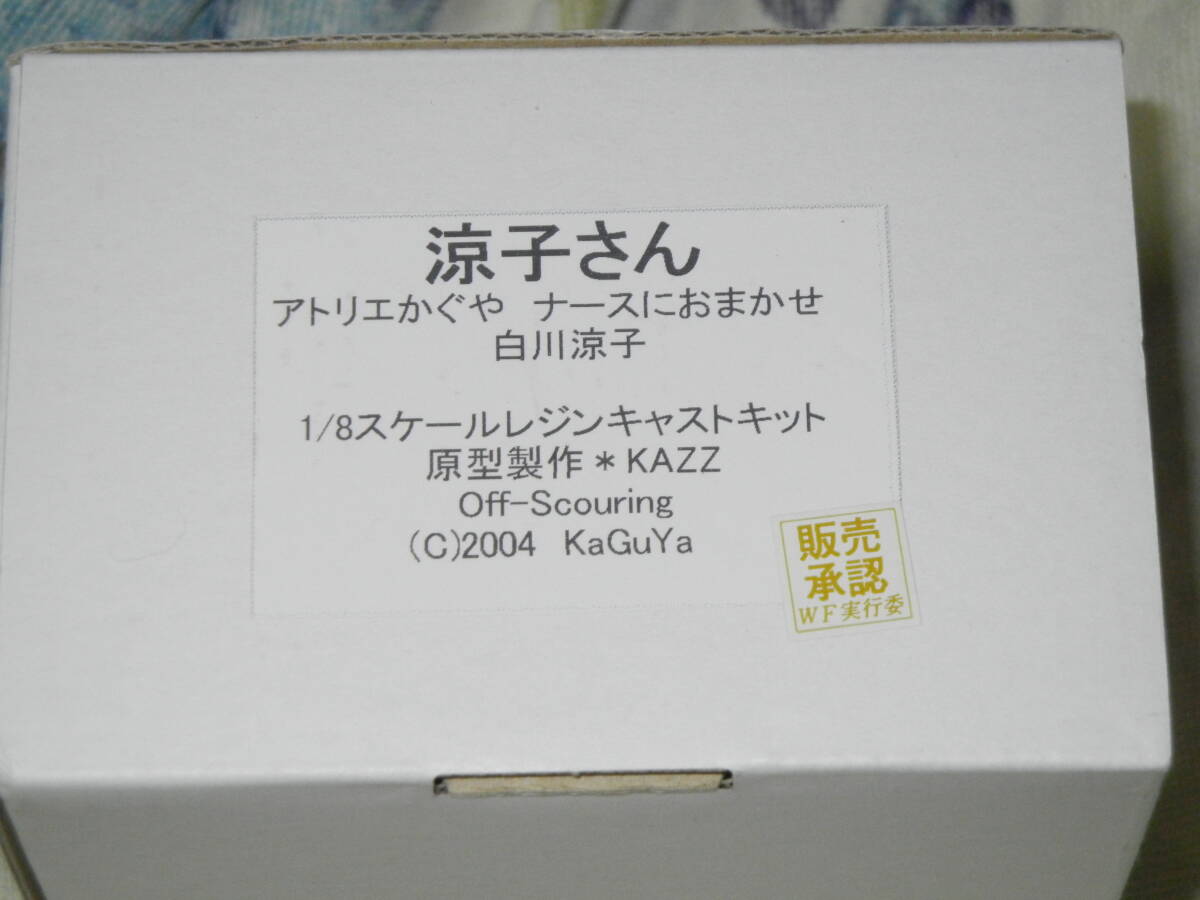 涼子さん
アトリエかぐや　ナースにおまかせ
白川涼子
1/8スケールレジンキャストキット
原型製作＊KAZZ
Off-Scouring
(C)2004　KaGuYa
販売
承認
WF実行委